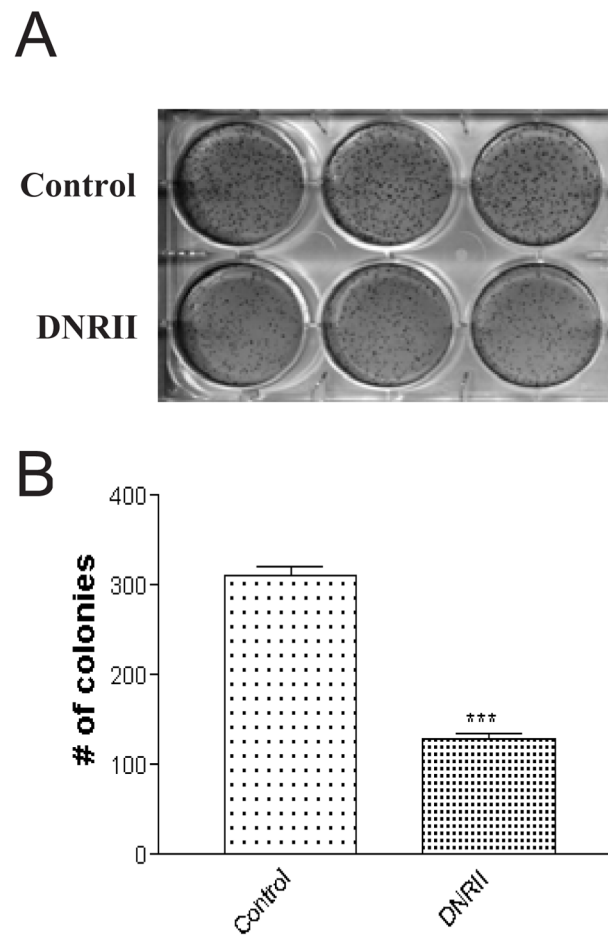 A
Control
DNRII
B
400
300
200
100
0
# of colonies
***
Control
DNRII